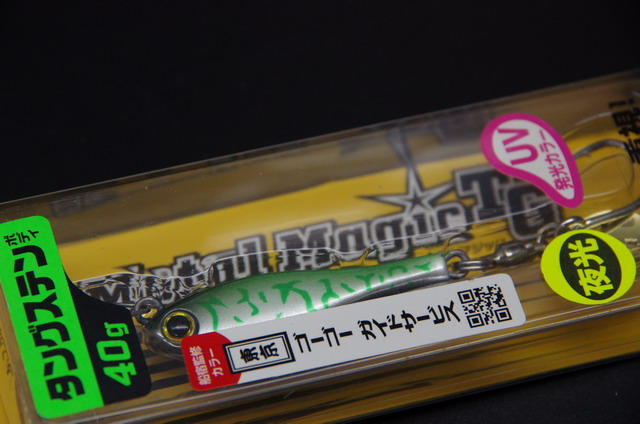 Metal Magic TG
UV
発光カラー
夜光
タングステン
ボディ
40g
船宿監修
カラー
東京
ゴーゴー ガイドサービス